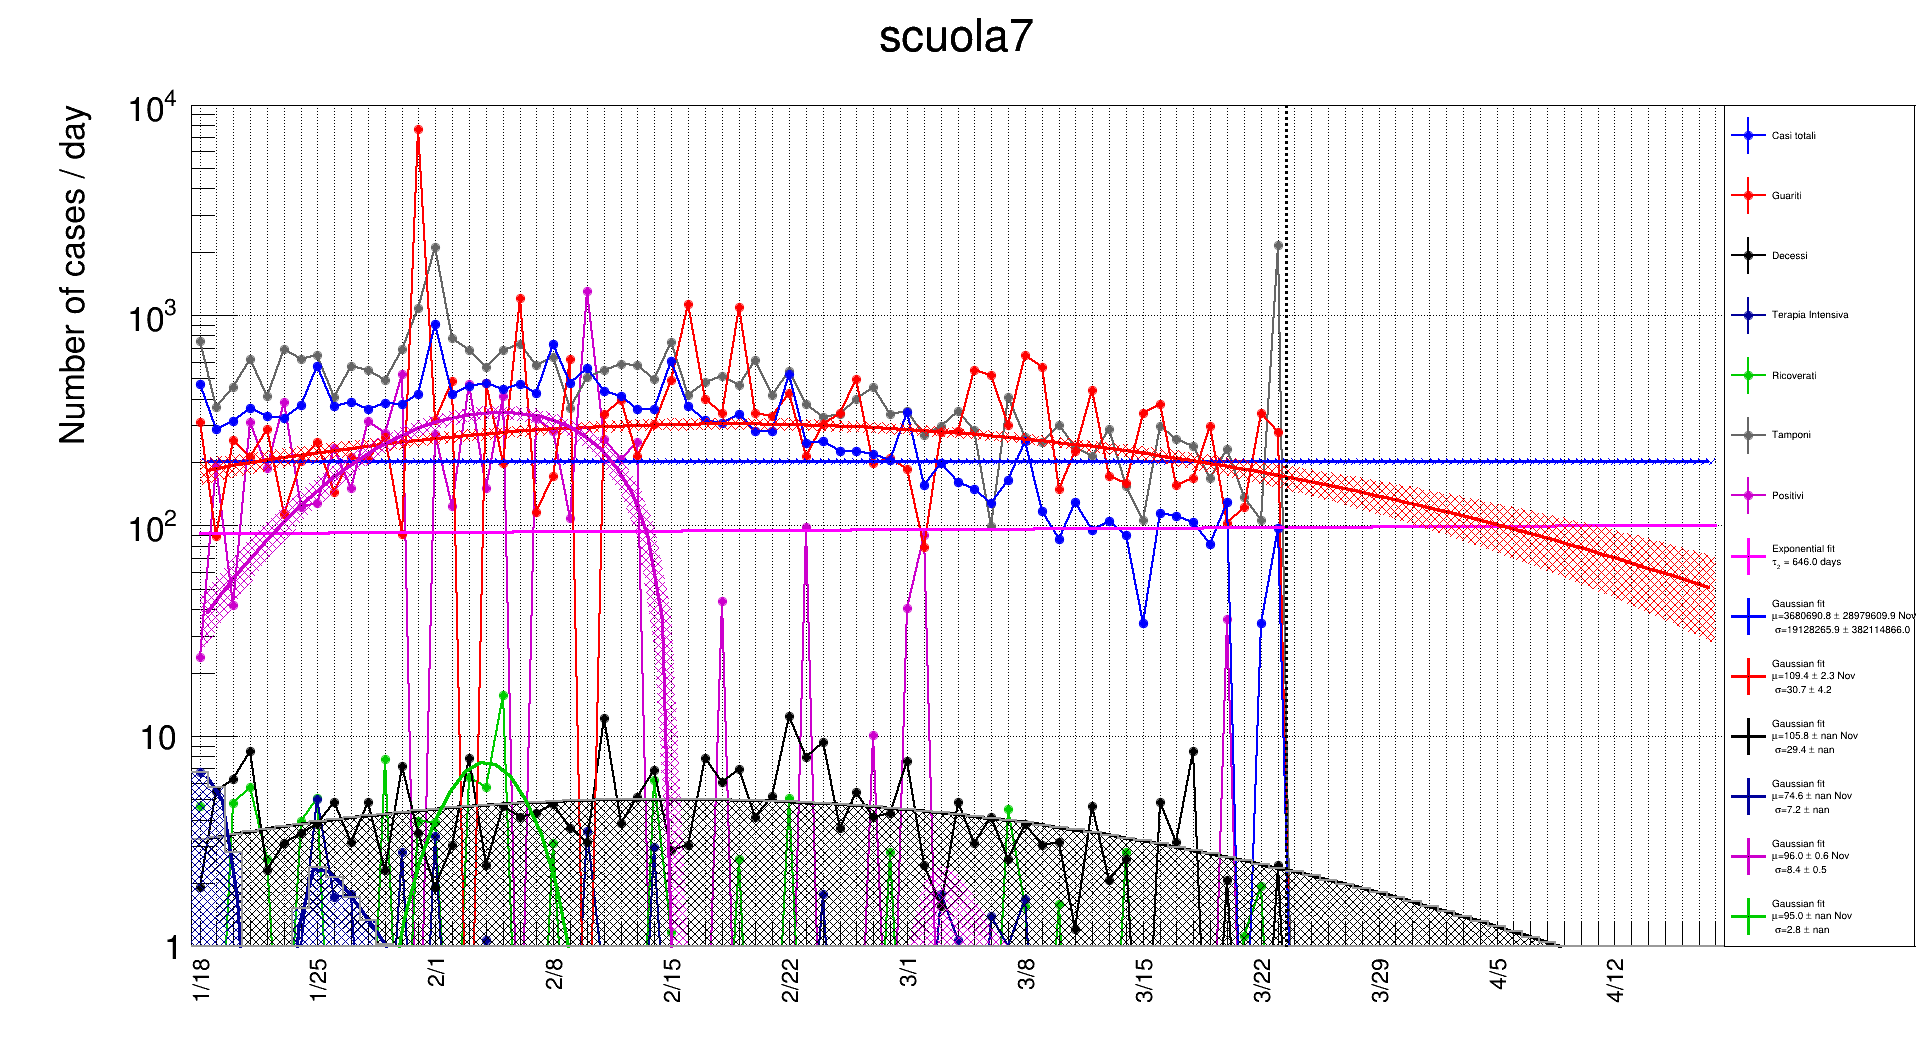 scuola7
Number of cases / day
10^4
10^3
10^2
10
1
1/18
1/25
2/1
2/8
2/15
2/22
3/1
3/8
3/15
3/22
3/29
4/5
4/12
Casi totali
Guariti
Decessi
Terapia Intensiva
Ricoverati
Tamponi
Positivi
Exponential fit
τ_2 = 646.0 days
Gaussian fit
μ=3680690.8 ± 28979609.9 Nov
σ=19128265.9 ± 382114866.0
Gaussian fit
μ=109.4 ± 2.3 Nov
σ=30.7 ± 4.2
Gaussian fit
μ=105.8 ± nan Nov
σ=29.4 ± nan
Gaussian fit
μ=74.6 ± nan Nov
σ=7.2 ± nan
Gaussian fit
μ=96.0 ± 0.6 Nov
σ=8.4 ± 0.5
Gaussian fit
μ=95.0 ± nan Nov
σ=2.8 ± nan